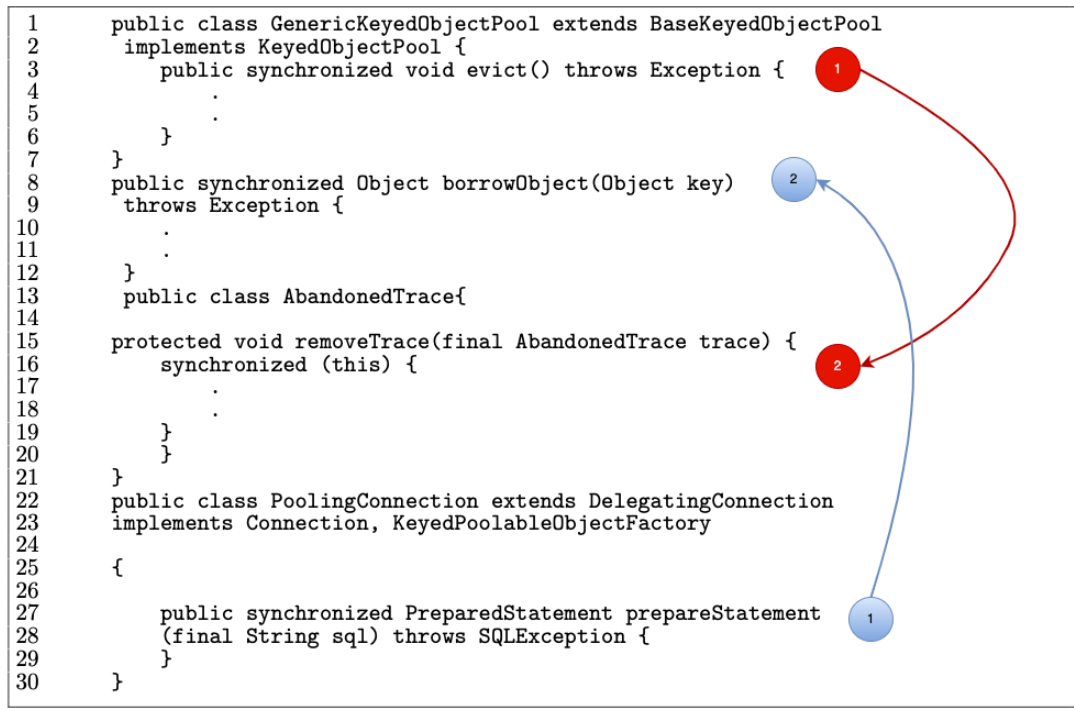 1 public class GenericKeyedObjectPool extends BaseKeyedObjectPool
2 implements KeyedObjectPool {
3 public synchronized void evict() throws Exception { 1
4 .
5 .
6 }
7 }
8 public synchronized Object borrowObject(Object key) 2
9 throws Exception {
10 .
11 .
12 }
13 public class AbandonedTrace{
14
15 protected void removeTrace(final AbandonedTrace trace) {
16 synchronized (this) { 2
17 .
18 .
19 }
20 }
21 }
22 public class PoolingConnection extends DelegatingConnection
23 implements Connection, KeyedPoolableObjectFactory
24
25 {
26
27 public synchronized PreparedStatement prepareStatement 1
28 (final String sql) throws SQLException {
29 }
30 }